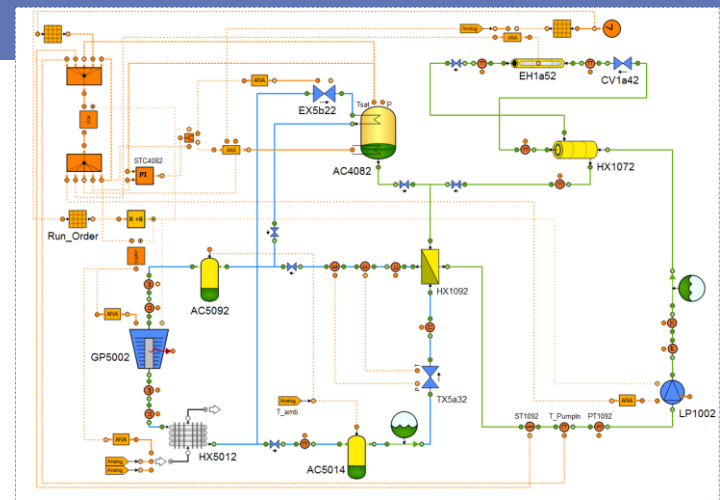 Analog
ANA
EH1a52
CV1a42
ANA
Tsat
P
EX5b22
STC4082
PI
ANA
AC4082
HX1072
Run_Order
R→B
AC5092
HX1092
ANA
GP5002
T
P
TX5a32
Analog
T_amb
ANA
LP1002
ST1092
T_PumpIn
PT1092
ANA
Analog
Analog
HX5012
AC5014